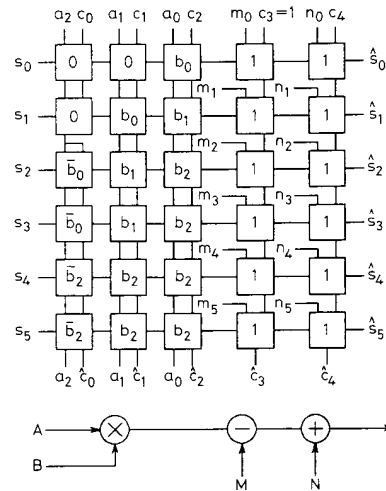 a₂ c₀ a₁ c₁ a₀ c₂ m₀ c₃=1 n₀ c₄
s₀ 0 0 b₀ 1 1 ŝ₀
m₁ n₁
s₁ 0 b₀ b₁ 1 1 ŝ₁
m₂ n₂
s₂ b̄₀ b₁ b₂ 1 1 ŝ₂
m₃ n₃
s₃ b̄₀ b₁ b₂ 1 1 ŝ₃
m₄ n₄
s₄ b̄₂ b₂ b₂ 1 1 ŝ₄
m₅ n₅
s₅ b̄₂ b₂ b₂ 1 1 ŝ₅
a₂ ĉ₀ a₁ ĉ₁ a₀ ĉ₂ ĉ₃ ĉ₄
A × − +
B
M N